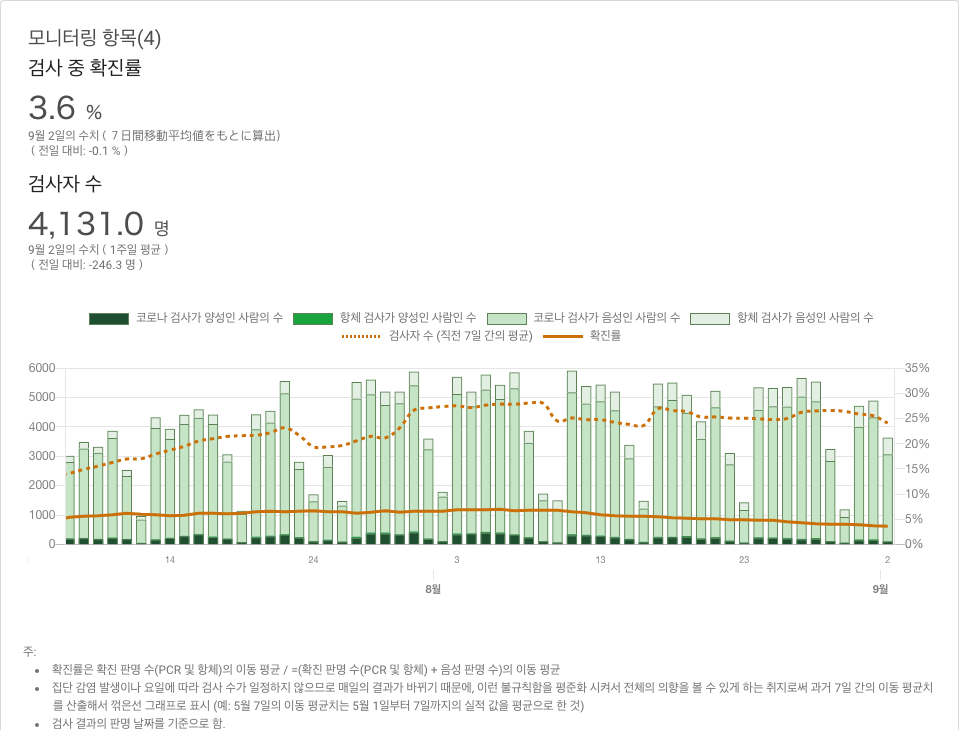 모니터링 항목(4)
검사 중 확진률
3.6 %
9월 2일의 수치 ( ７日間移動平均値をもとに算出)
( 전일 대비: -0.1 % )
검사자 수
4,131.0 명
9월 2일의 수치 ( 1주일 평균 )
( 전일 대비: -246.3 명 )
코로나 검사가 양성인 사람의 수 항체 검사가 양성인 사람인 수 코로나 검사가 음성인 사람의 수 항체 검사가 음성인 사람의 수
검사자 수 (직전 7일 간의 평균) 확진률
6000 35%
5000 30%
4000 25%
3000 20%
2000 15%
1000 10%
0 5%
0%
14 24 3 13 23 2
8월 9월
주:
확진률은 확진 판명 수(PCR 및 항체)의 이동 평균 / =(확진 판명 수(PCR 및 항체) + 음성 판명 수)의 이동 평균
집단 감염 발생이나 요일에 따라 검사 수가 일정하지 않으므로 매일의 결과가 바뀌기 때문에, 이런 불규칙함을 평준화 시켜서 전체의 의향을 볼 수 있게 하는 취지로써 과거 7일 간의 이동 평균치
를 산출해서 꺾은선 그래프로 표시 (예: 5월 7일의 이동 평균치는 5월 1일부터 7일까지의 실적 값을 평균으로 한 것)
검사 결과의 판명 날짜를 기준으로 함.